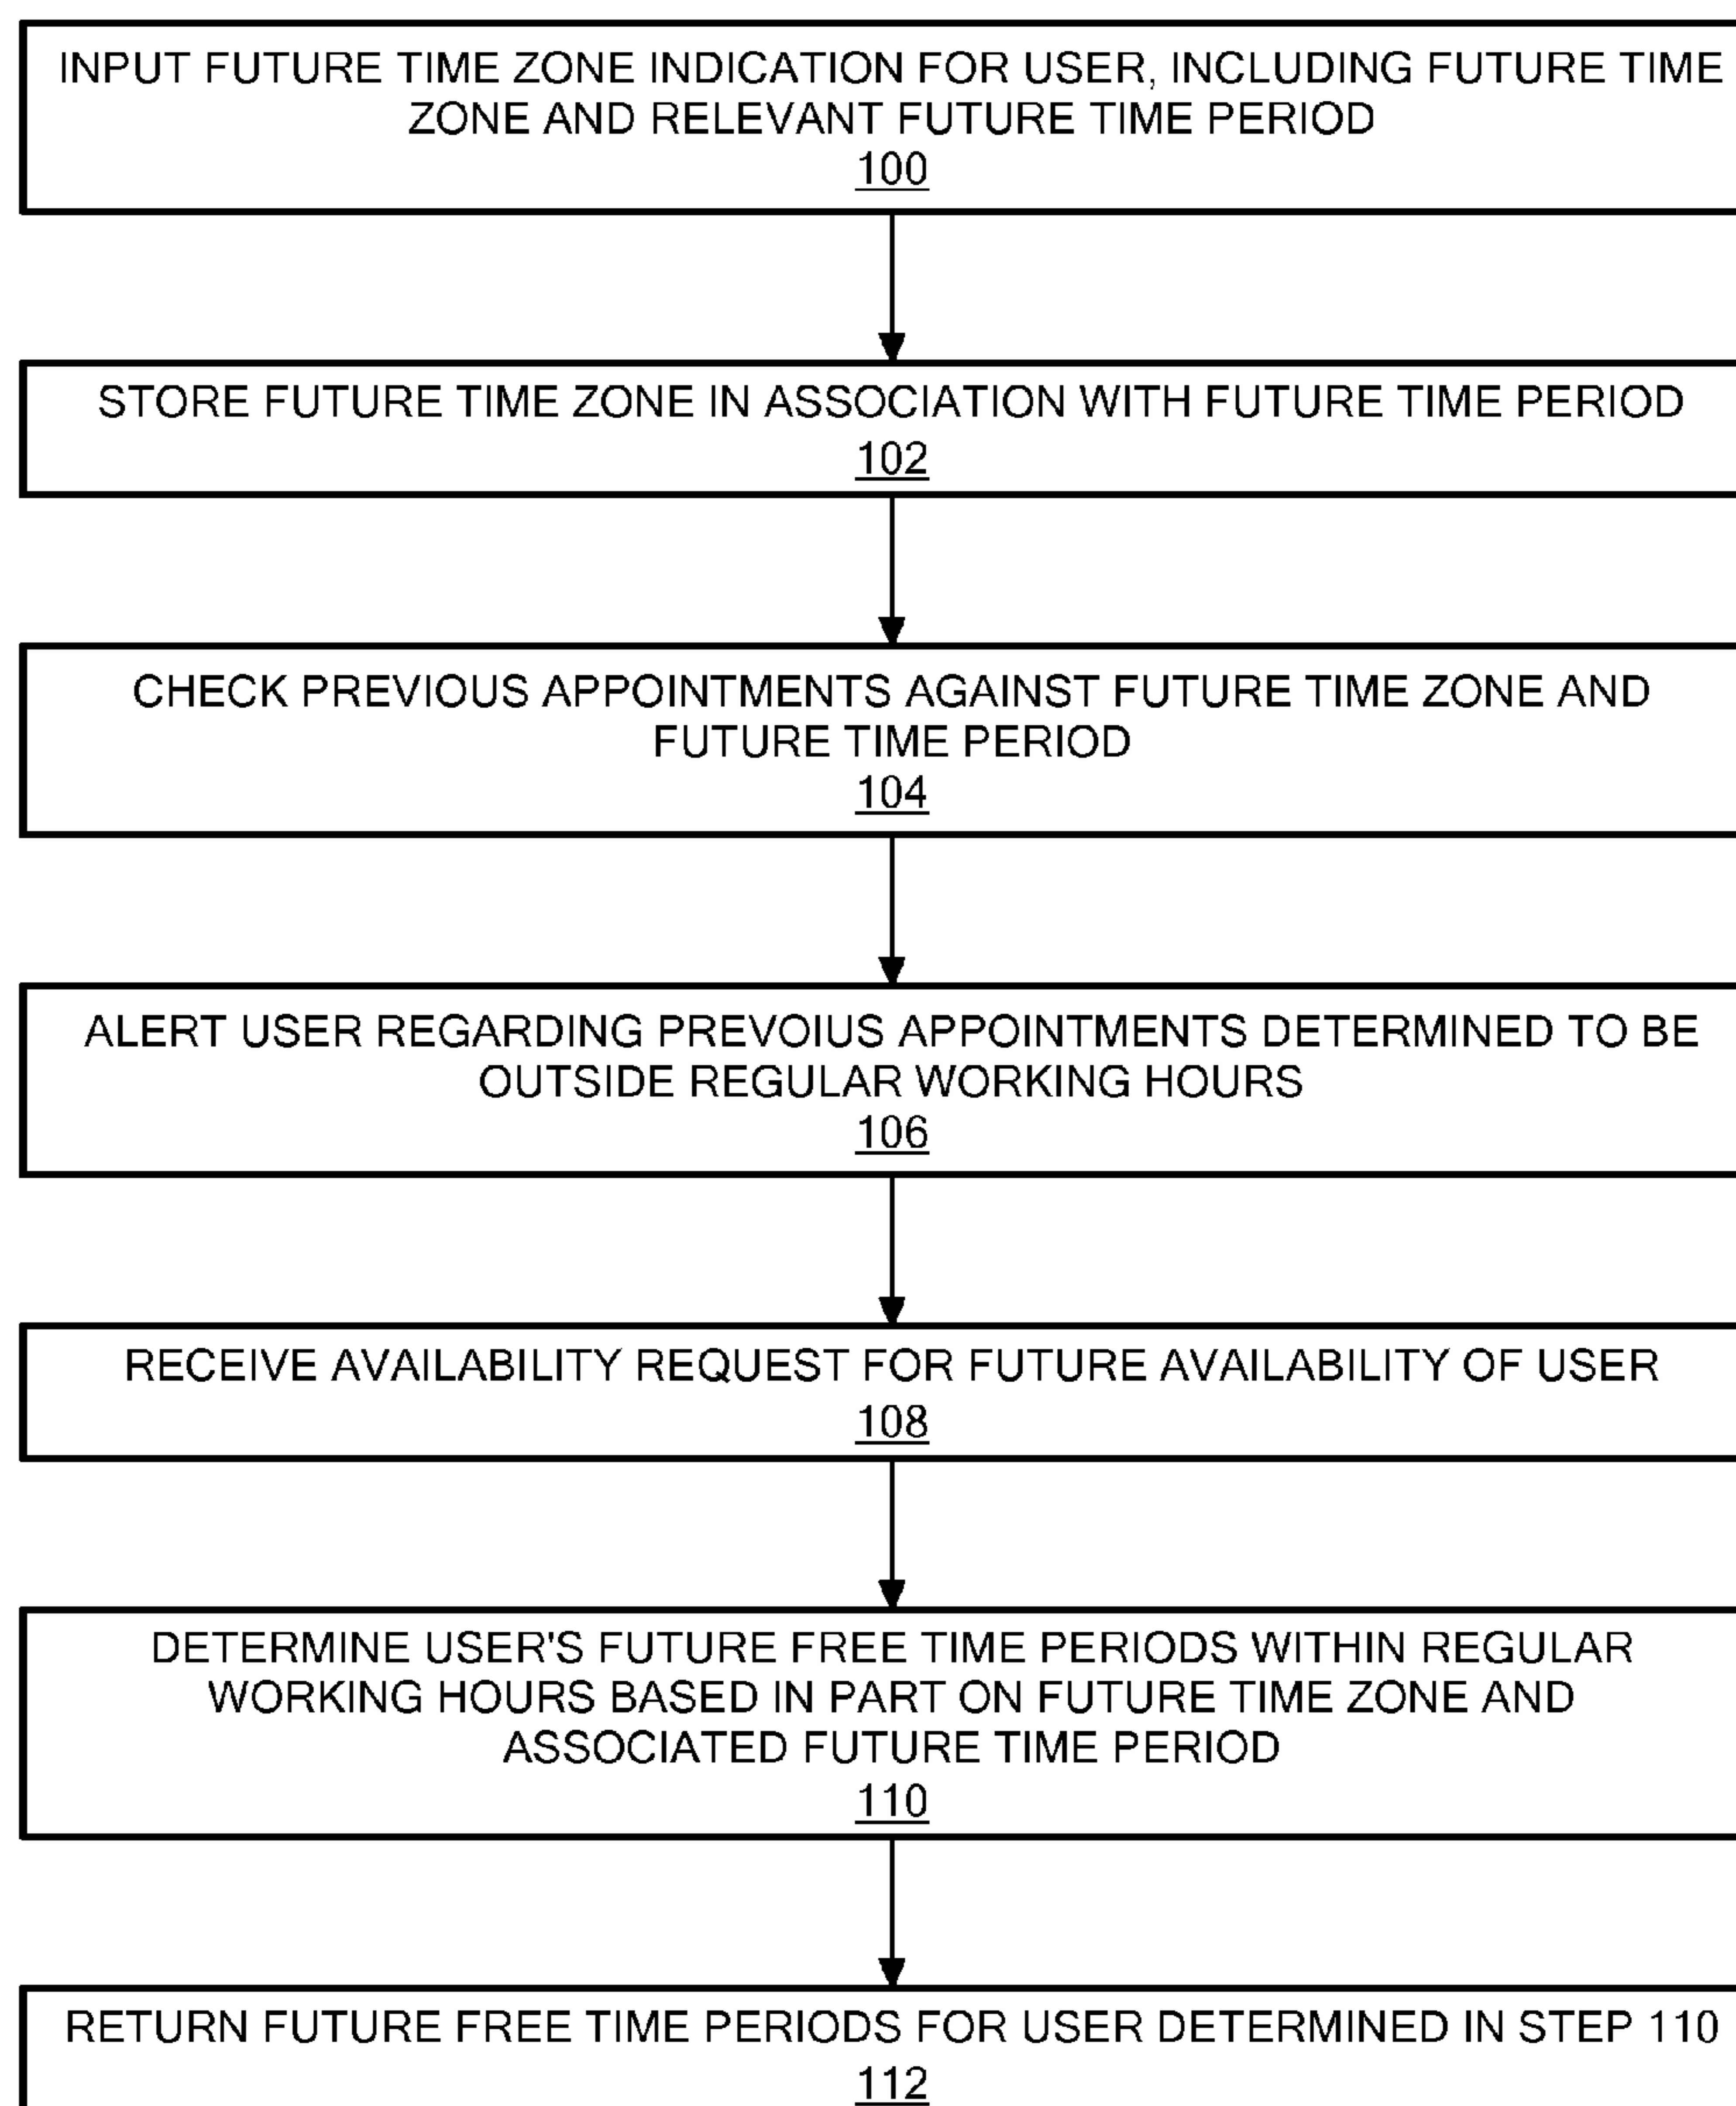 INPUT FUTURE TIME ZONE INDICATION FOR USER, INCLUDING FUTURE TIME
ZONE AND RELEVANT FUTURE TIME PERIOD
100
STORE FUTURE TIME ZONE IN ASSOCIATION WITH FUTURE TIME PERIOD
102
CHECK PREVIOUS APPOINTMENTS AGAINST FUTURE TIME ZONE AND
FUTURE TIME PERIOD
104
ALERT USER REGARDING PREVOIUS APPOINTMENTS DETERMINED TO BE
OUTSIDE REGULAR WORKING HOURS
106
RECEIVE AVAILABILITY REQUEST FOR FUTURE AVAILABILITY OF USER
108
DETERMINE USER'S FUTURE FREE TIME PERIODS WITHIN REGULAR
WORKING HOURS BASED IN PART ON FUTURE TIME ZONE AND
ASSOCIATED FUTURE TIME PERIOD
110
RETURN FUTURE FREE TIME PERIODS FOR USER DETERMINED IN STEP 110
112